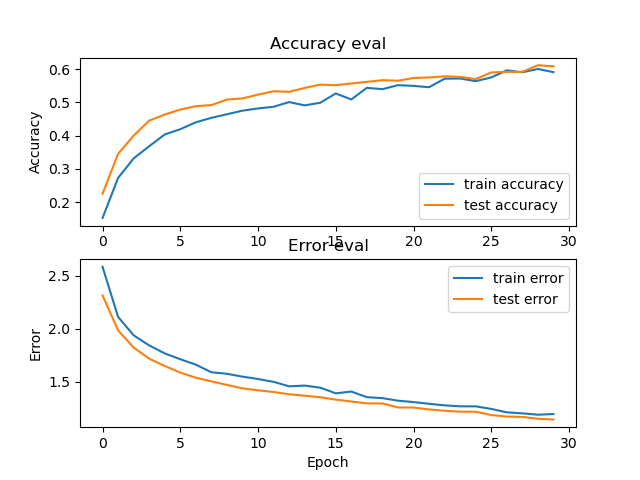 Accuracy eval
0.6
0.5
0.4
0.3
0.2
Accuracy
train accuracy
test accuracy
0 5 10 15 20 25 30
Error eval
2.5
2.0
1.5
Error
train error
test error
0 5 10 15 20 25 30
Epoch